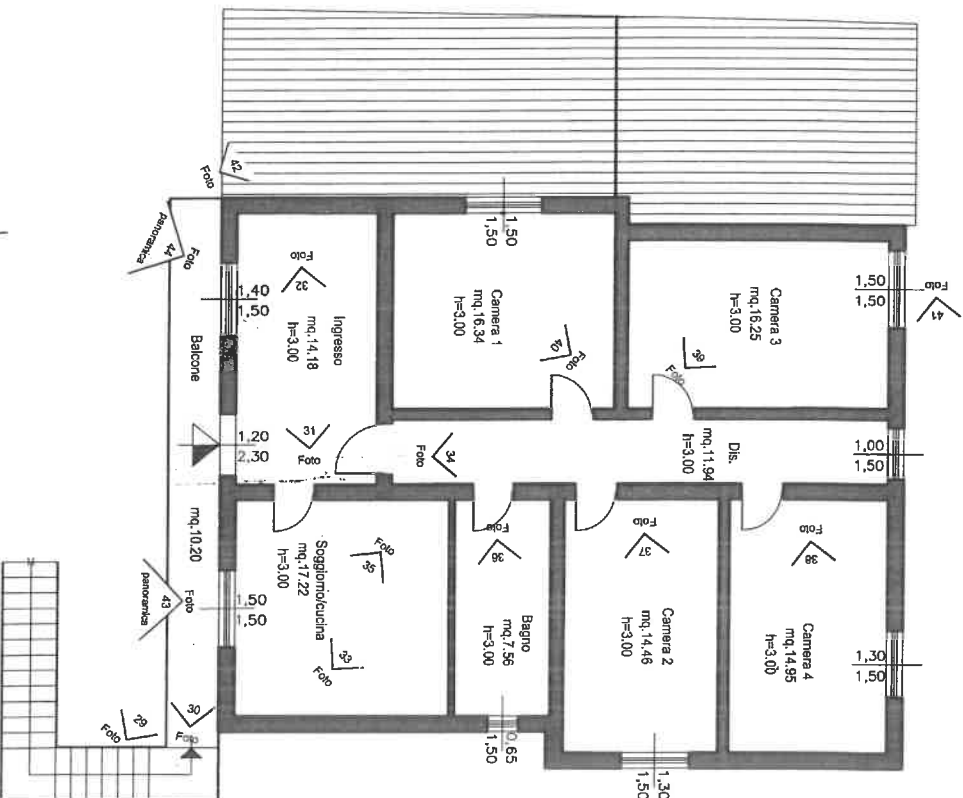 42
Foto
Foto
44
panoramica
Balcone
mq.10.20
Foto
43
panoramica
30
Foto
29
Foto
1,40
1,50
Foto
32
Ingresso
mq.14.18
h=3.00
31
Foto
1,20
2,30
1,50
1,50
Camera 1
mq.16.34
h=3.00
40
Foto
Camera 3
mq.16.25
h=3.00
39
Foto
1,50
1,50
Foto
41
Foto
34
Dis.
mq.11.94
h=3.00
1,00
1,50
Soggiorno/cucina
mq.17.22
h=3.00
Foto
35
33
Foto
1,50
1,50
Foto
36
Bagno
mq.7.56
h=3.00
0,65
1,50
Foto
37
Camera 2
mq.14.46
h=3.00
1,30
1,50
Foto
38
Camera 4
mq.14.95
h=3.00
1,30
1,50